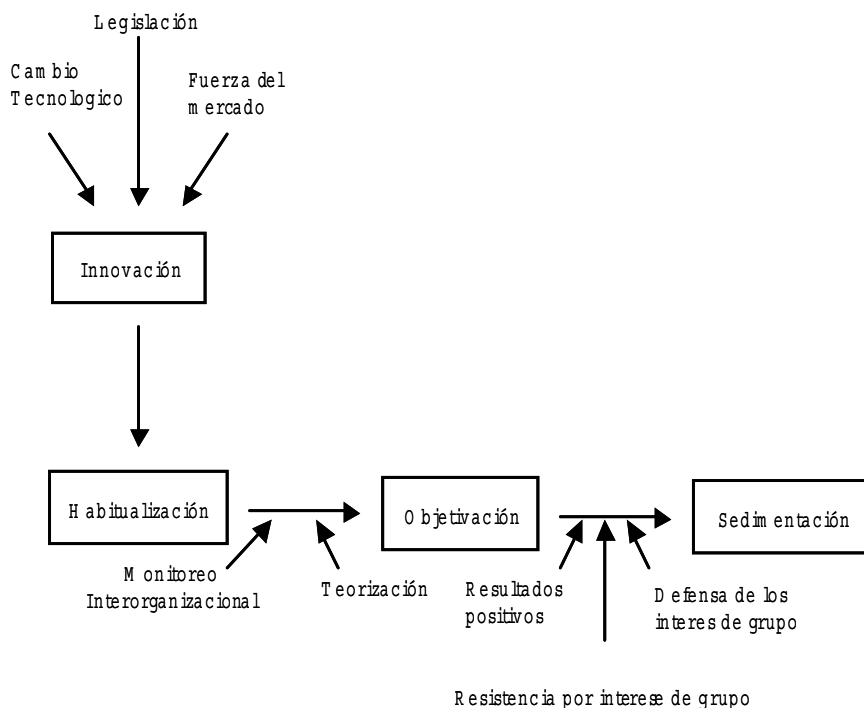 Legislación
Cambio
Tecnologico
Fuerza del
mercado
Innovación
Habitualización
Objetivación
Sedimentación
Monitoreo
Interorganizacional
Teorización
Resultados
positivos
Defensa de los
interes de grupo
Resistencia por interese de grupo